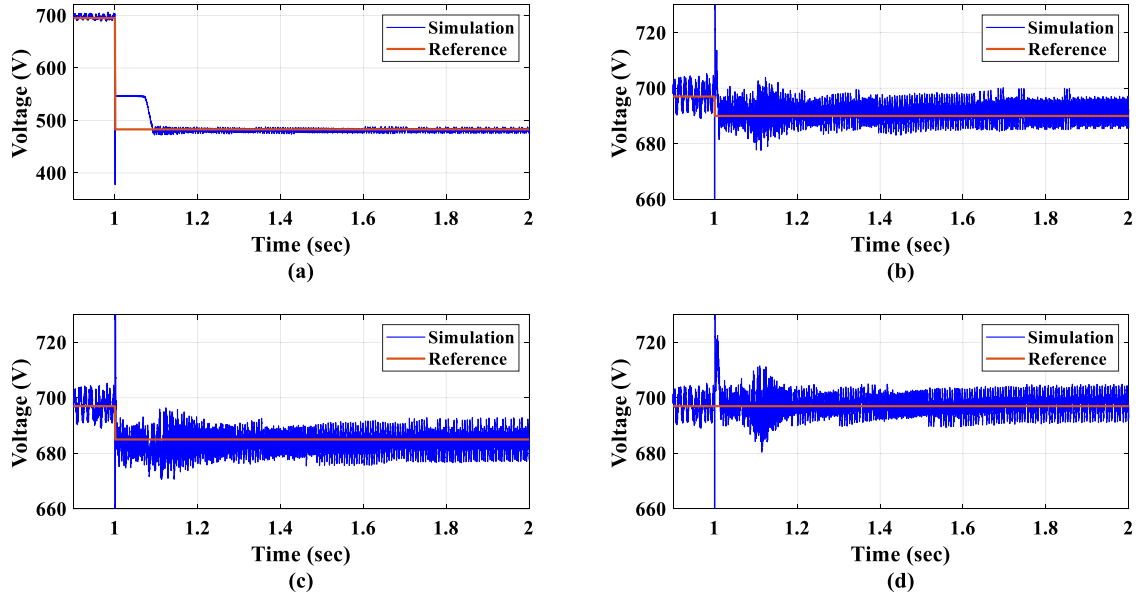 700
600
500
400
Voltage (V)
Simulation
Reference
1
1.2
1.4
1.6
1.8
2
Time (sec)
(a)
720
700
680
660
Voltage (V)
Simulation
Reference
1
1.2
1.4
1.6
1.8
2
Time (sec)
(b)
720
700
680
660
Voltage (V)
Simulation
Reference
1
1.2
1.4
1.6
1.8
2
Time (sec)
(c)
720
700
680
660
Voltage (V)
Simulation
Reference
1
1.2
1.4
1.6
1.8
2
Time (sec)
(d)